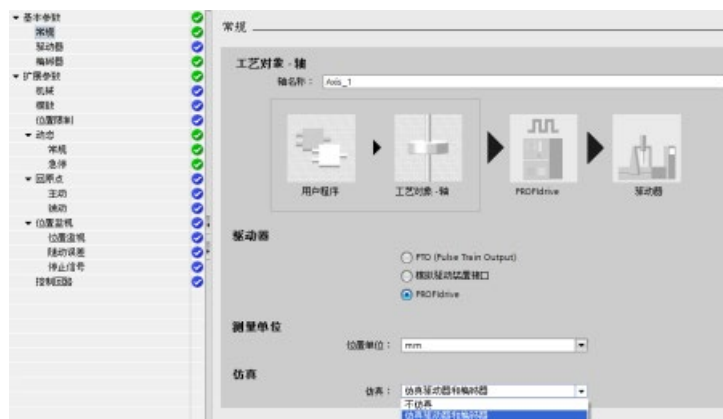 基本参数
常规
驱动器
编码器
扩展参数
机械
模数
位置限制
动态
常规
急停
回原点
主动
被动
位置监视
位置监视
随动误差
停止信号
控制回路
常规
工艺对象 - 轴
轴名称： Axis_1
用户程序
工艺对象 -轴
PROFIdrive
驱动器
驱动器
PTO (Pulse Train Output)
模拟驱动装置接口
PROFIdrive
测量单位
位置单位： mm
仿真
仿真： 仿真驱动器和编码器
不仿真
仿真驱动器和编码器